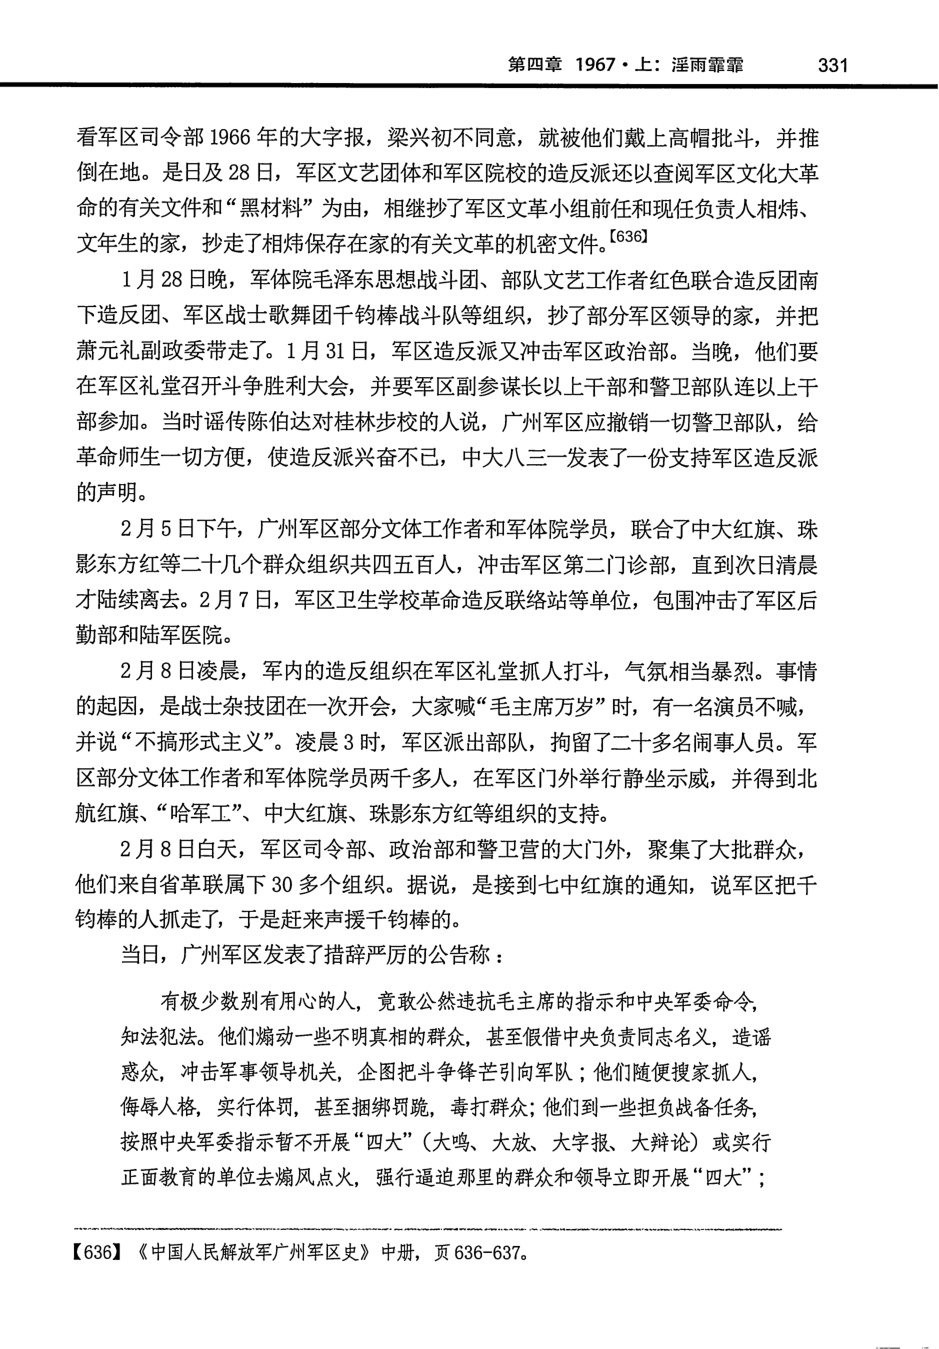 第四章 1967·上：淫雨霏霏 331
看军区司令部 1966 年的大字报，梁兴初不同意，就被他们戴上高帽批斗，并推
倒在地。是日及 28 日，军区文艺团体和军区院校的造反派还以查阅军区文化大革
命的有关文件和“黑材料”为由，相继抄了军区文革小组前任和现任负责人相炜、
文年生的家，抄走了相炜保存在家的有关文革的机密文件。【636】
1 月 28 日晚，军体院毛泽东思想战斗团、部队文艺工作者红色联合造反团南
下造反团、军区战士歌舞团千钧棒战斗队等组织，抄了部分军区领导的家，并把
萧元礼副政委带走了。1 月 31 日，军区造反派又冲击军区政治部。当晚，他们要
在军区礼堂召开斗争胜利大会，并要军区副参谋长以上干部和警卫部队连以上干
部参加。当时谣传陈伯达对桂林步校的人说，广州军区应撤销一切警卫部队，给
革命师生一切方便，使造反派兴奋不已，中大八三一发表了一份支持军区造反派
的声明。
2 月 5 日下午，广州军区部分文体工作者和军体院学员，联合了中大红旗、珠
影东方红等二十几个群众组织共四五百人，冲击军区第二门诊部，直到次日清晨
才陆续离去。2 月 7 日，军区卫生学校革命造反联络站等单位，包围冲击了军区后
勤部和陆军医院。
2 月 8 日凌晨，军内的造反组织在军区礼堂抓人打斗，气氛相当暴烈。事情
的起因，是战士杂技团在一次开会，大家喊“毛主席万岁”时，有一名演员不喊，
并说“不搞形式主义”。凌晨 3 时，军区派出部队，拘留了二十多名闹事人员。军
区部分文体工作者和军体院学员两千多人，在军区门外举行静坐示威，并得到北
航红旗、“哈军工”、中大红旗、珠影东方红等组织的支持。
2 月 8 日白天，军区司令部、政治部和警卫营的大门外，聚集了大批群众，
他们来自省革联属下 30 多个组织。据说，是接到七中红旗的通知，说军区把千
钧棒的人抓走了，于是赶来声援千钧棒的。
当日，广州军区发表了措辞严厉的公告称：
有极少数别有用心的人，竟敢公然违抗毛主席的指示和中央军委命令，
知法犯法。他们煽动一些不明真相的群众，甚至假借中央负责同志名义，造谣
惑众，冲击军事领导机关，企图把斗争锋芒引向军队；他们随便搜家抓人，
侮辱人格，实行体罚，甚至捆绑罚跪，毒打群众；他们到一些担负战备任务，
按照中央军委指示暂不开展“四大”（大鸣、大放、大字报、大辩论）或实行
正面教育的单位去煽风点火，强行逼迫那里的群众和领导立即开展“四大”；
【636】《中国人民解放军广州军区史》中册，页 636-637。